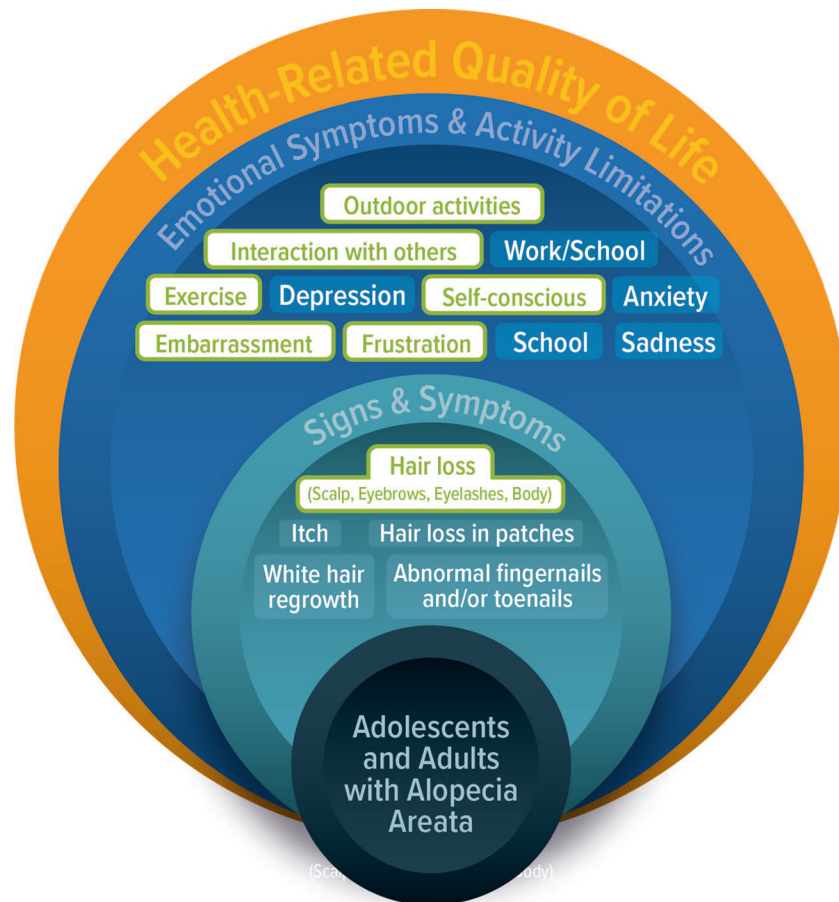 Health-Related Quality of Life
Emotional Symptoms & Activity Limitations
Outdoor activities
Interaction with others Work/School
Exercise Depression Self-conscious Anxiety
Embarrassment Frustration School Sadness
Signs & Symptoms
Hair loss
(Scalp, Eyebrows, Eyelashes, Body)
Itch Hair loss in patches
White hair
regrowth
Abnormal fingernails
and/or toenails
Adolescents
and Adults
with Alopecia
Areata